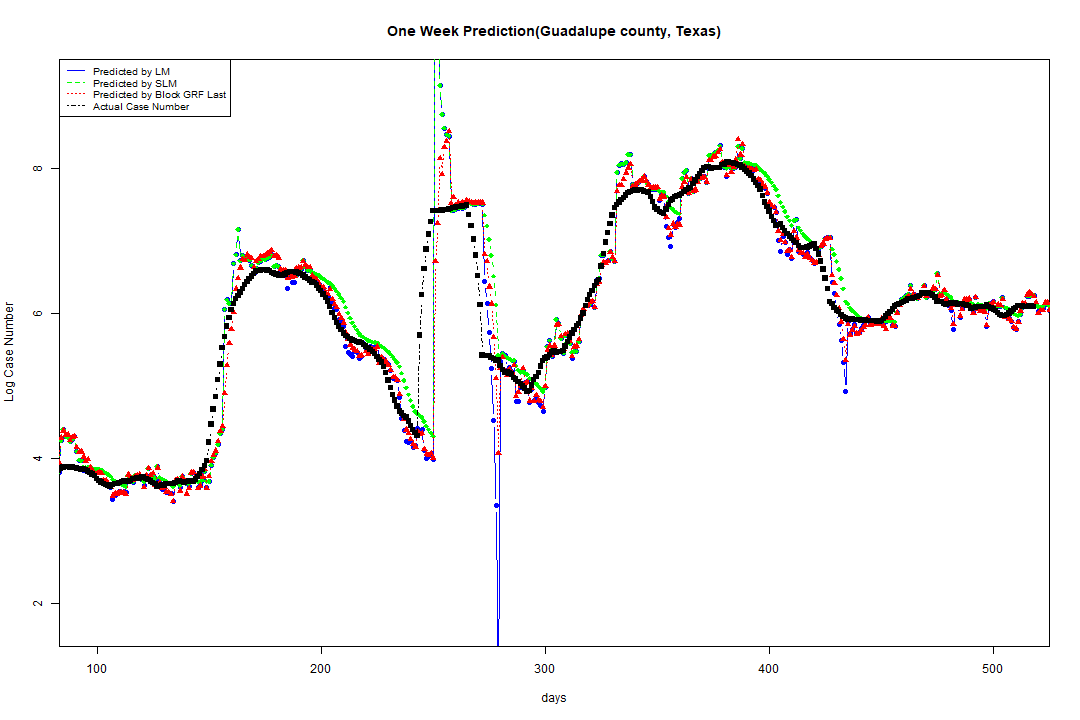 One Week Prediction(Guadalupe county, Texas)
Predicted by LM
Predicted by SLM
Predicted by Block GRF Last
Actual Case Number
8
6
4
2
Log Case Number
100 200 300 400 500
days